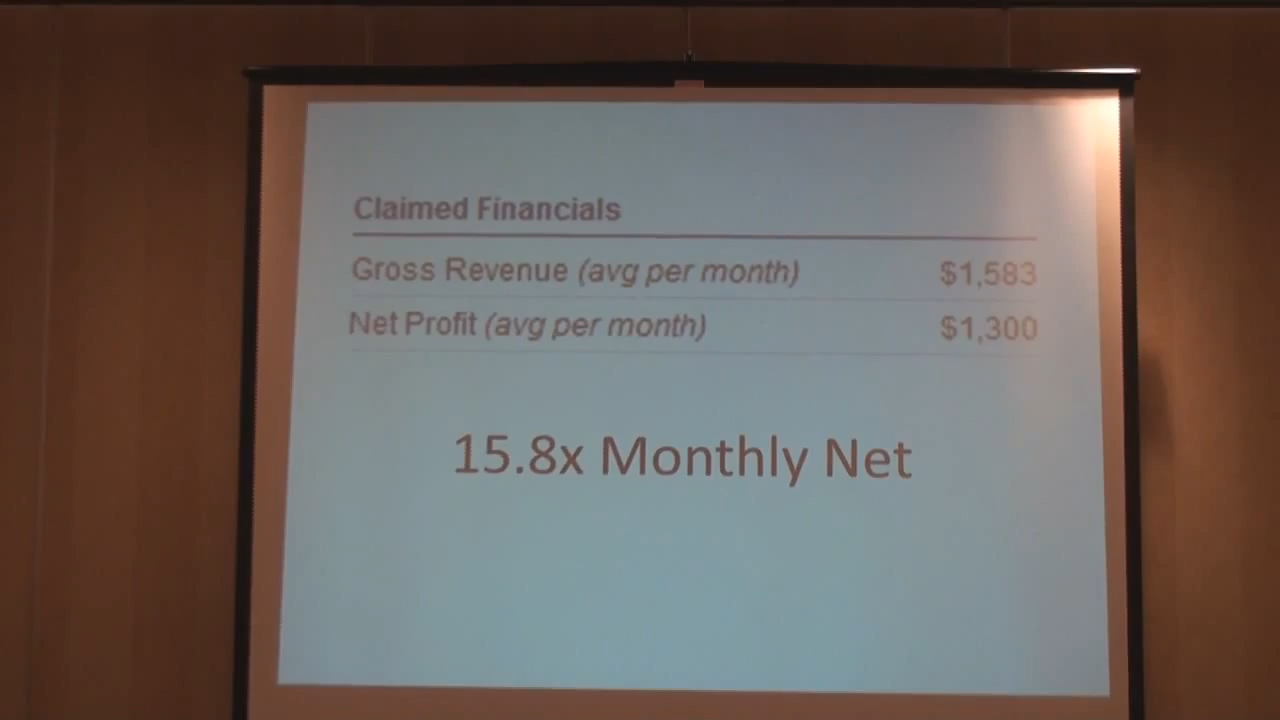 Claimed Financials
Gross Revenue (avg per month) $1,583
Net Profit (avg per month) $1,300
15.8x Monthly Net